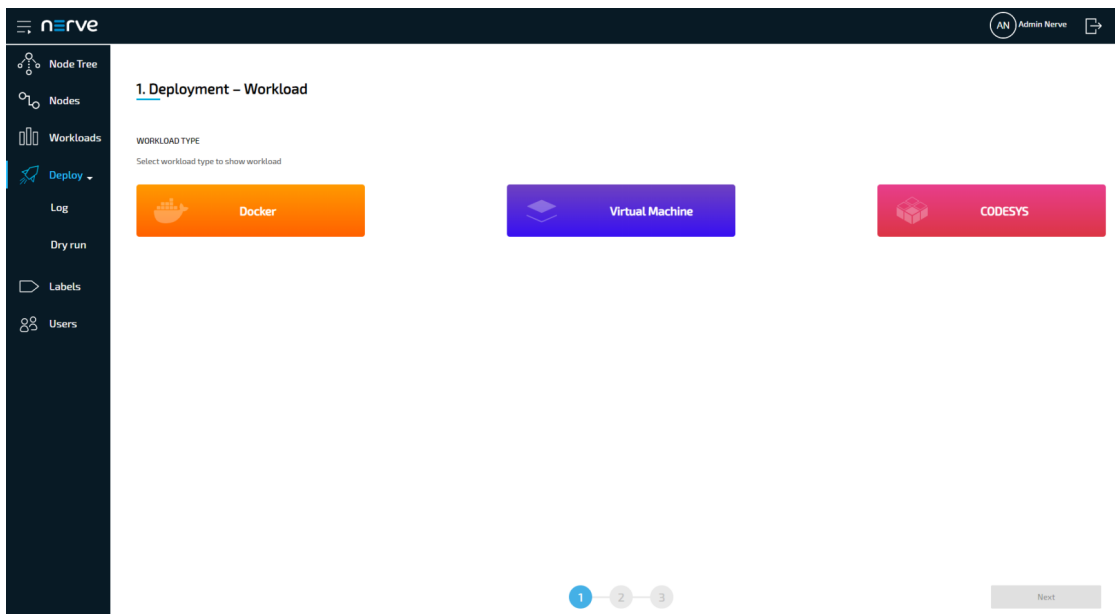 nerve
AN Admin Nerve
Node Tree
Nodes
Workloads
Deploy
Log
Dry run
Labels
Users
1. Deployment – Workload
WORKLOAD TYPE
Select workload type to show workload
Docker
Virtual Machine
CODESYS
1 2 3
Next